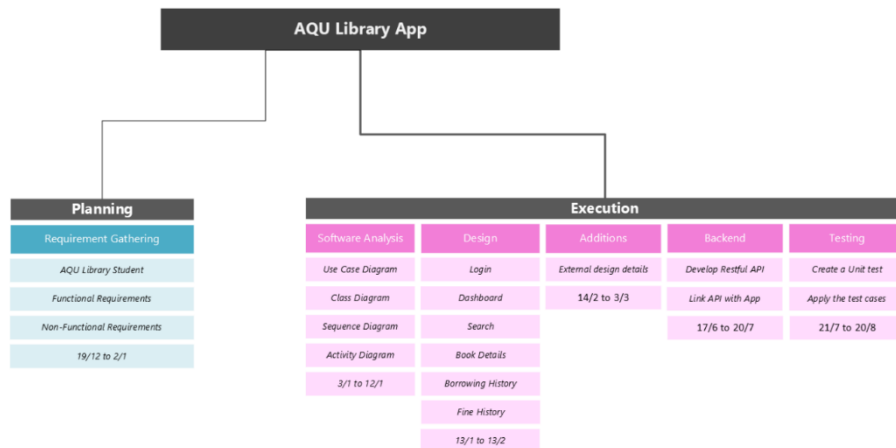 AQU Library App
Planning
Requirement Gathering
AQU Library Student
Functional Requirements
Non-Functional Requirements
19/12 to 2/1
Execution
Software Analysis
Use Case Diagram
Class Diagram
Sequence Diagram
Activity Diagram
3/1 to 12/1
Design
Login
Dashboard
Search
Book Details
Borrowing History
Fine History
13/1 to 13/2
Additions
External design details
14/2 to 3/3
Backend
Develop Restful API
Link API with App
17/6 to 20/7
Testing
Create a Unit test
Apply the test cases
21/7 to 20/8